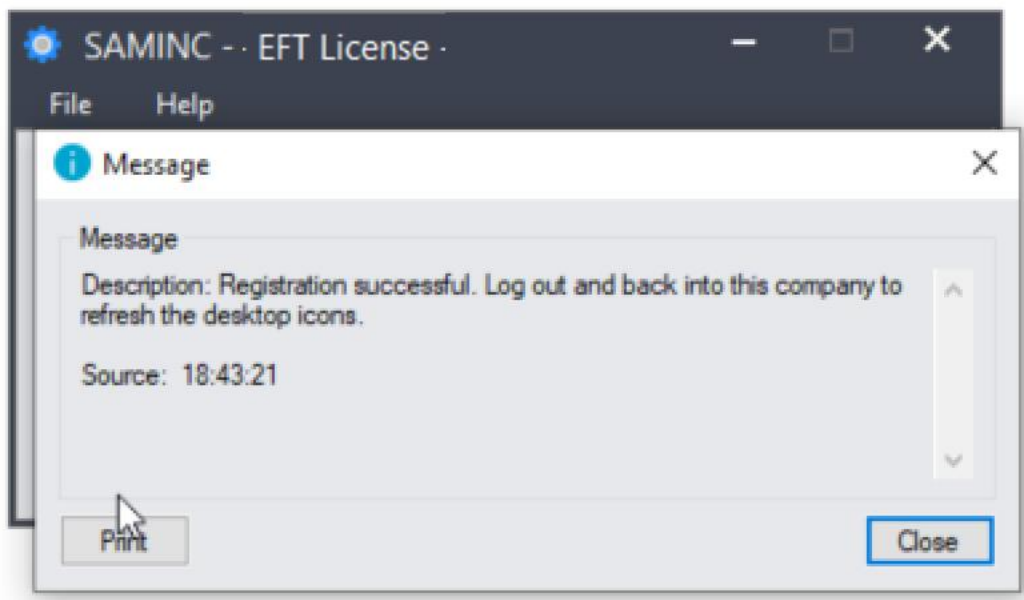 SAMINC - · EFT License ·
File Help
Message
Message
Description: Registration successful. Log out and back into this company to
refresh the desktop icons.
Source: 18:43:21
Print Close